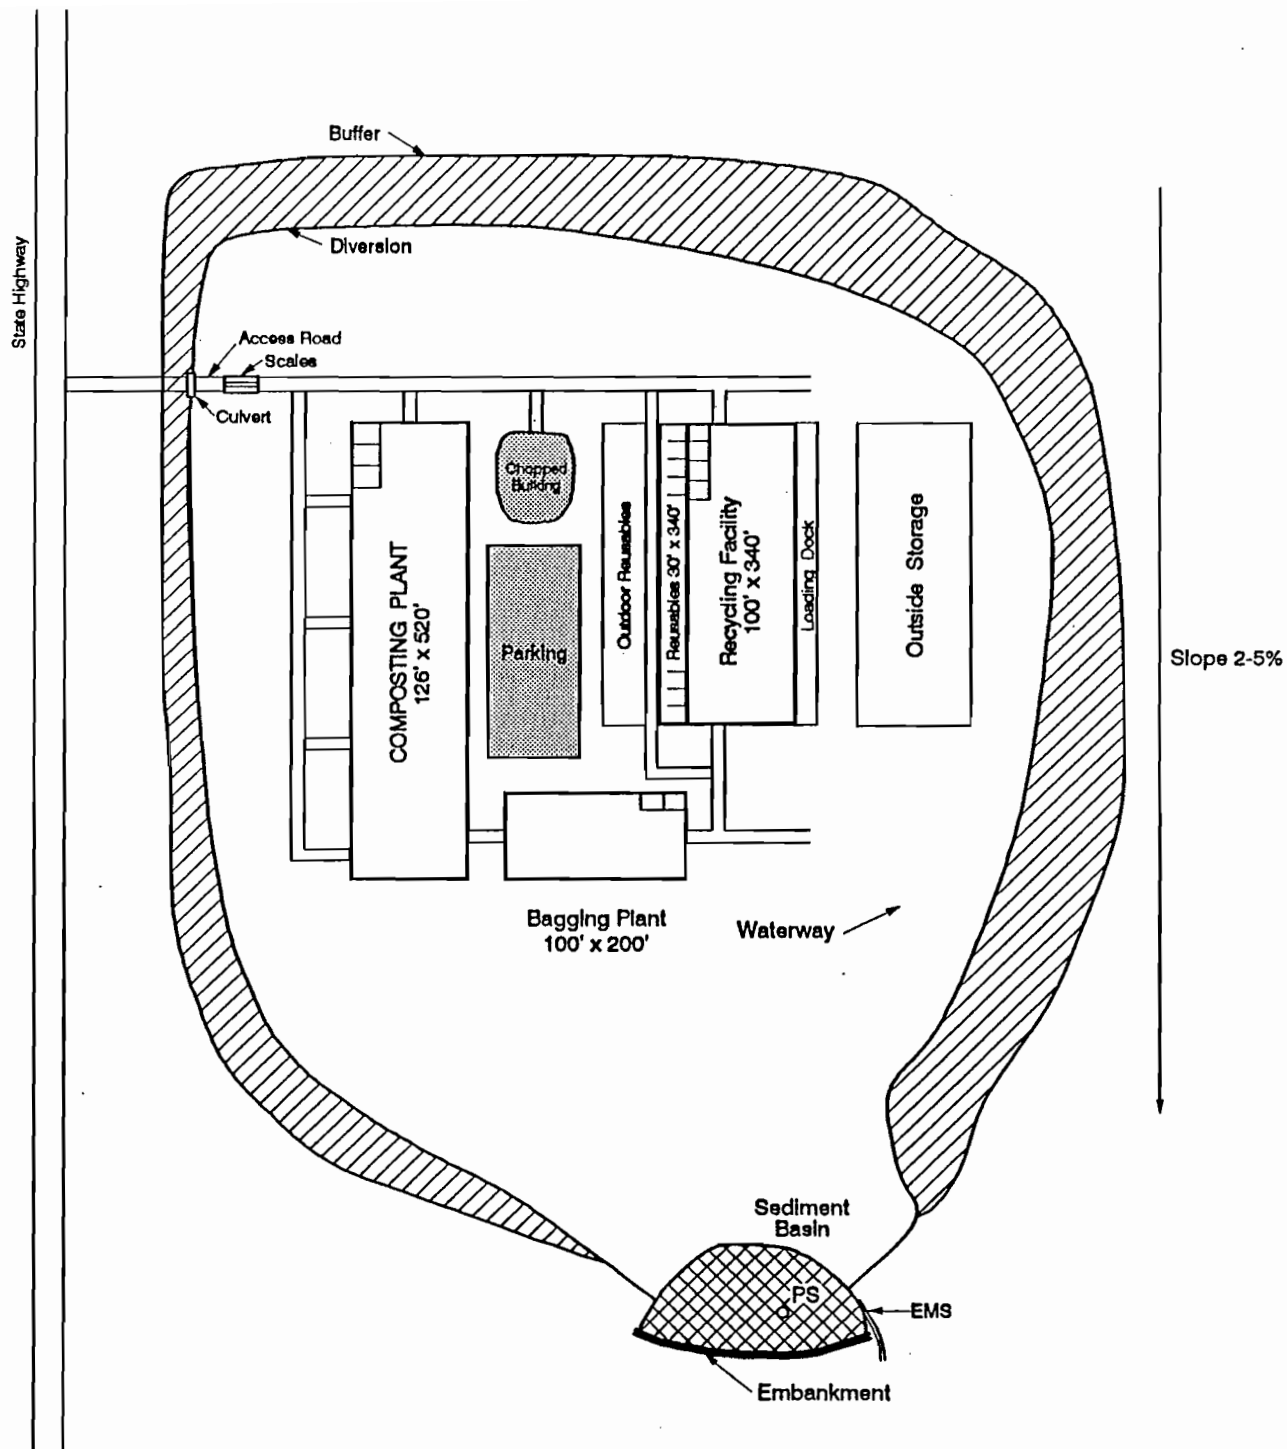 Buffer
Diversion
State Highway
Access Road
Scales
Culvert
Chopped
Building
COMPOSTING PLANT
126' x 520'
Parking
Outdoor Reusables
Reusables 30' x 340'
Recycling Facility
100' x 340'
Loading Dock
Outside Storage
Slope 2-5%
Bagging Plant
100' x 200'
Waterway
Sediment
Basin
PS
EMS
Embankment